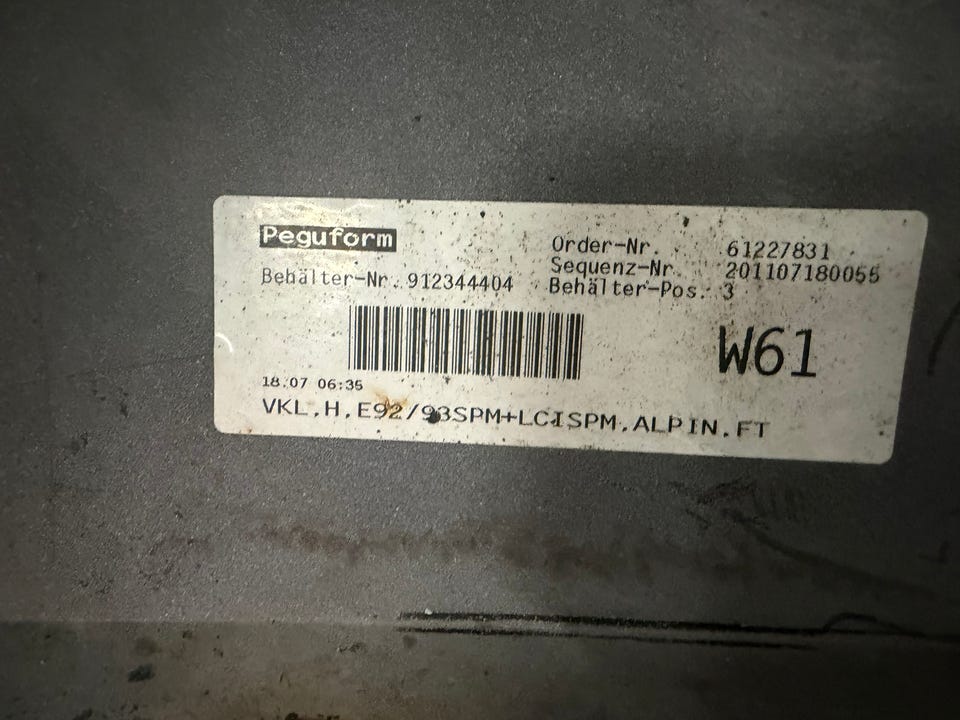 Peguform
Order-Nr. 61227831
Sequenz-Nr. 201107180055
Behälter-Nr. 912344404 Behälter-Pos. 3
W61
18.07 06:35
VKL.H.E92/93SPM+LCISPM.ALPIN.FT